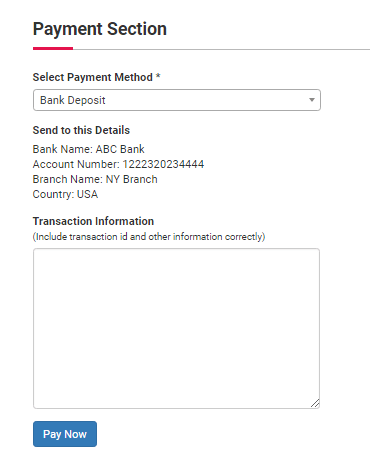 Payment Section
Select Payment Method *
Bank Deposit
Send to this Details
Bank Name: ABC Bank
Account Number: 1222320234444
Branch Name: NY Branch
Country: USA
Transaction Information
(Include transaction id and other information correctly)
Pay Now